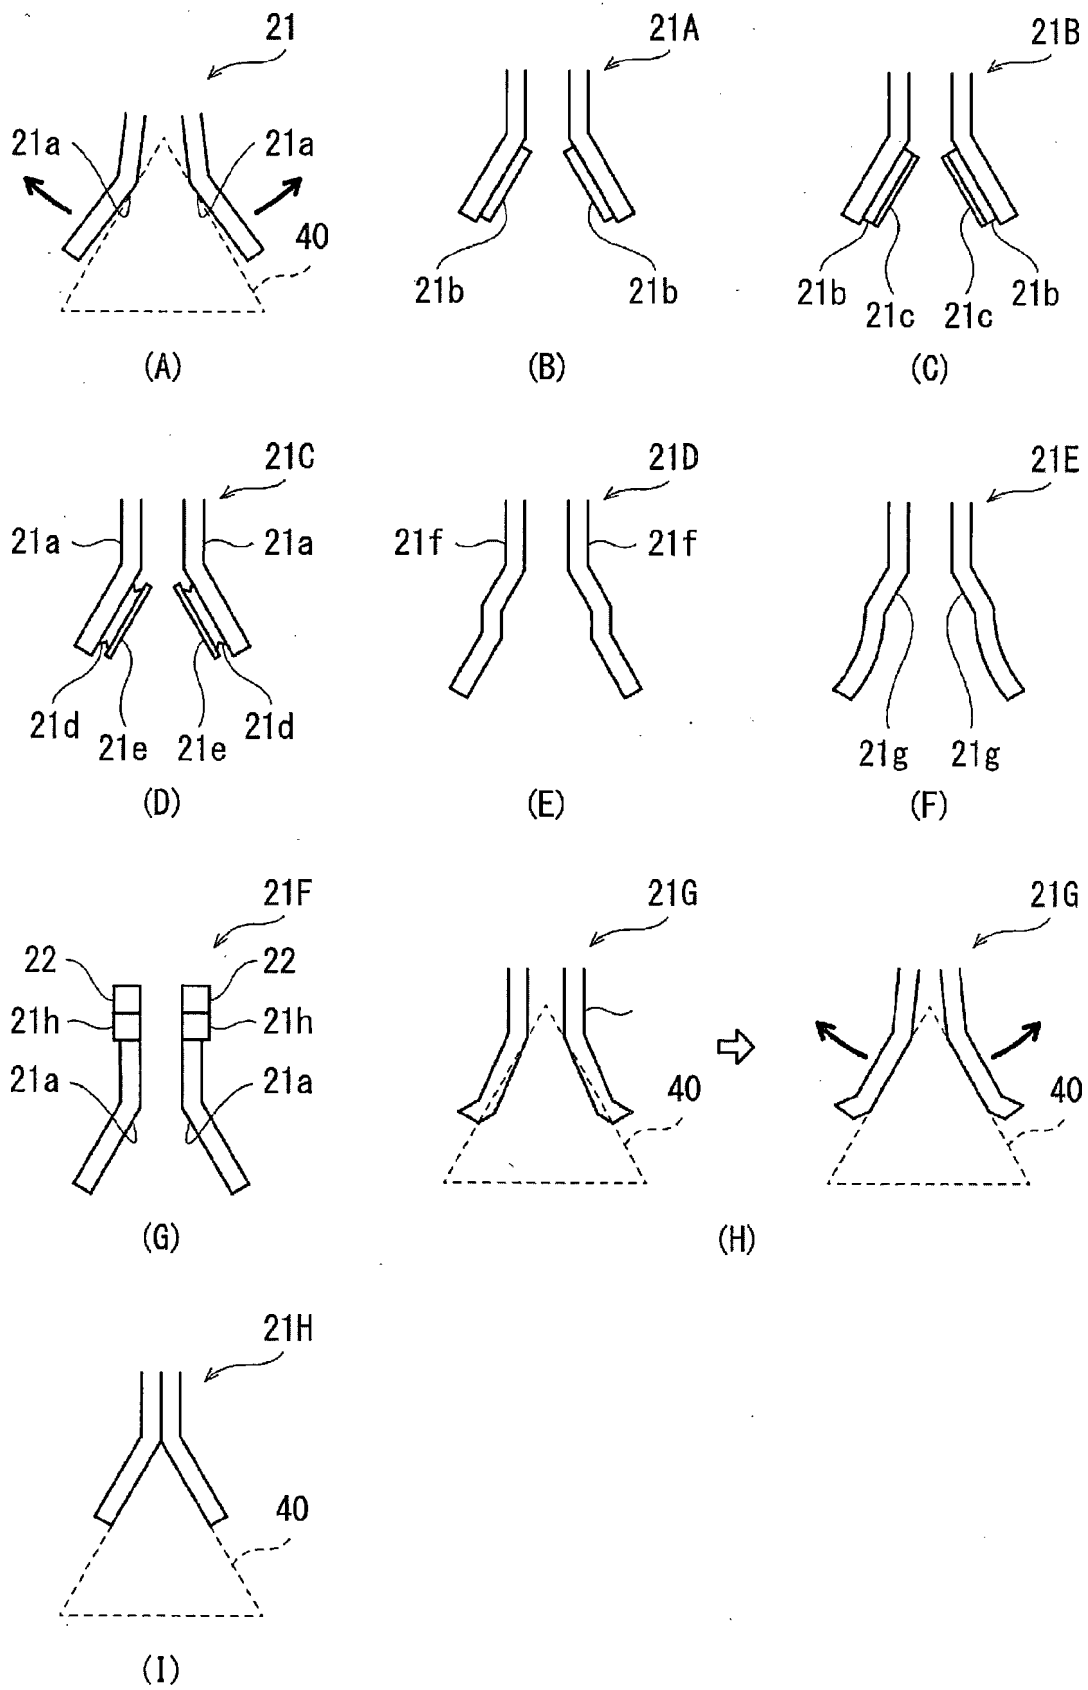 21 21A 21B
21a 21a
40
21b 21b 21b 21c 21c 21b
(A) (B) (C)
21C 21D 21E
21a 21a 21f 21f
21d 21e 21e 21d 21g 21g
(D) (E) (F)
21F 21G 21G
22 22
21h 21h
21a 21a 40 40
(G) (H)
21H
40
(I)